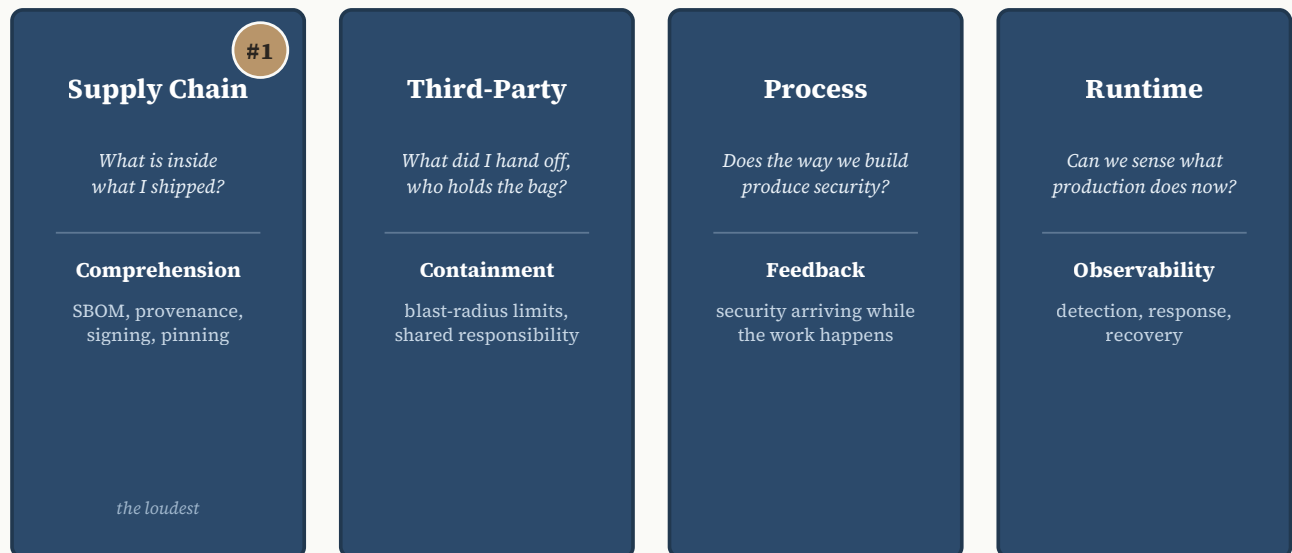 #1
Supply Chain
What is inside
what I shipped?
Comprehension
SBOM, provenance,
signing, pinning
the loudest
Third-Party
What did I hand off,
who holds the bag?
Containment
blast-radius limits,
shared responsibility
Process
Does the way we build
produce security?
Feedback
security arriving while
the work happens
Runtime
Can we sense what
production does now?
Observability
detection, response,
recovery